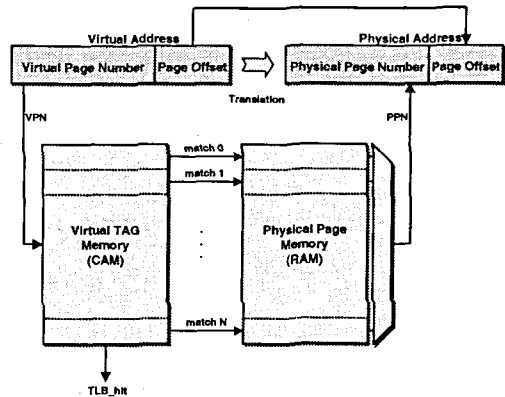 Virtual Address
Physical Address
Virtual Page Number
Page Offset
Physical Page Number
Page Offset
Translation
VPN
PPN
match 0
match 1
Virtual TAG
Memory
(CAM)
Physical Page
Memory
(RAM)
match N
TLB_hit